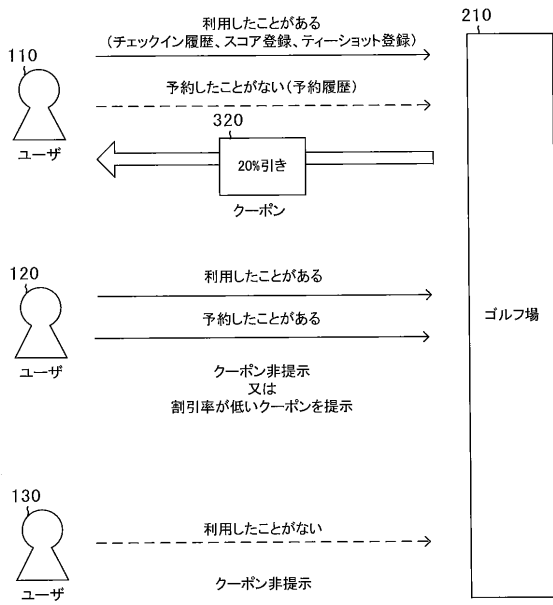 210
利用したことがある
(チェックイン履歴、スコア登録、ティーショット登録)
110
予約したことがない(予約履歴)
320
20%引き
ユーザ
クーポン
120
利用したことがある
予約したことがある
ゴルフ場
ユーザ
クーポン非提示
又は
割引率が低いクーポンを提示
130
利用したことがない
クーポン非提示
ユーザ